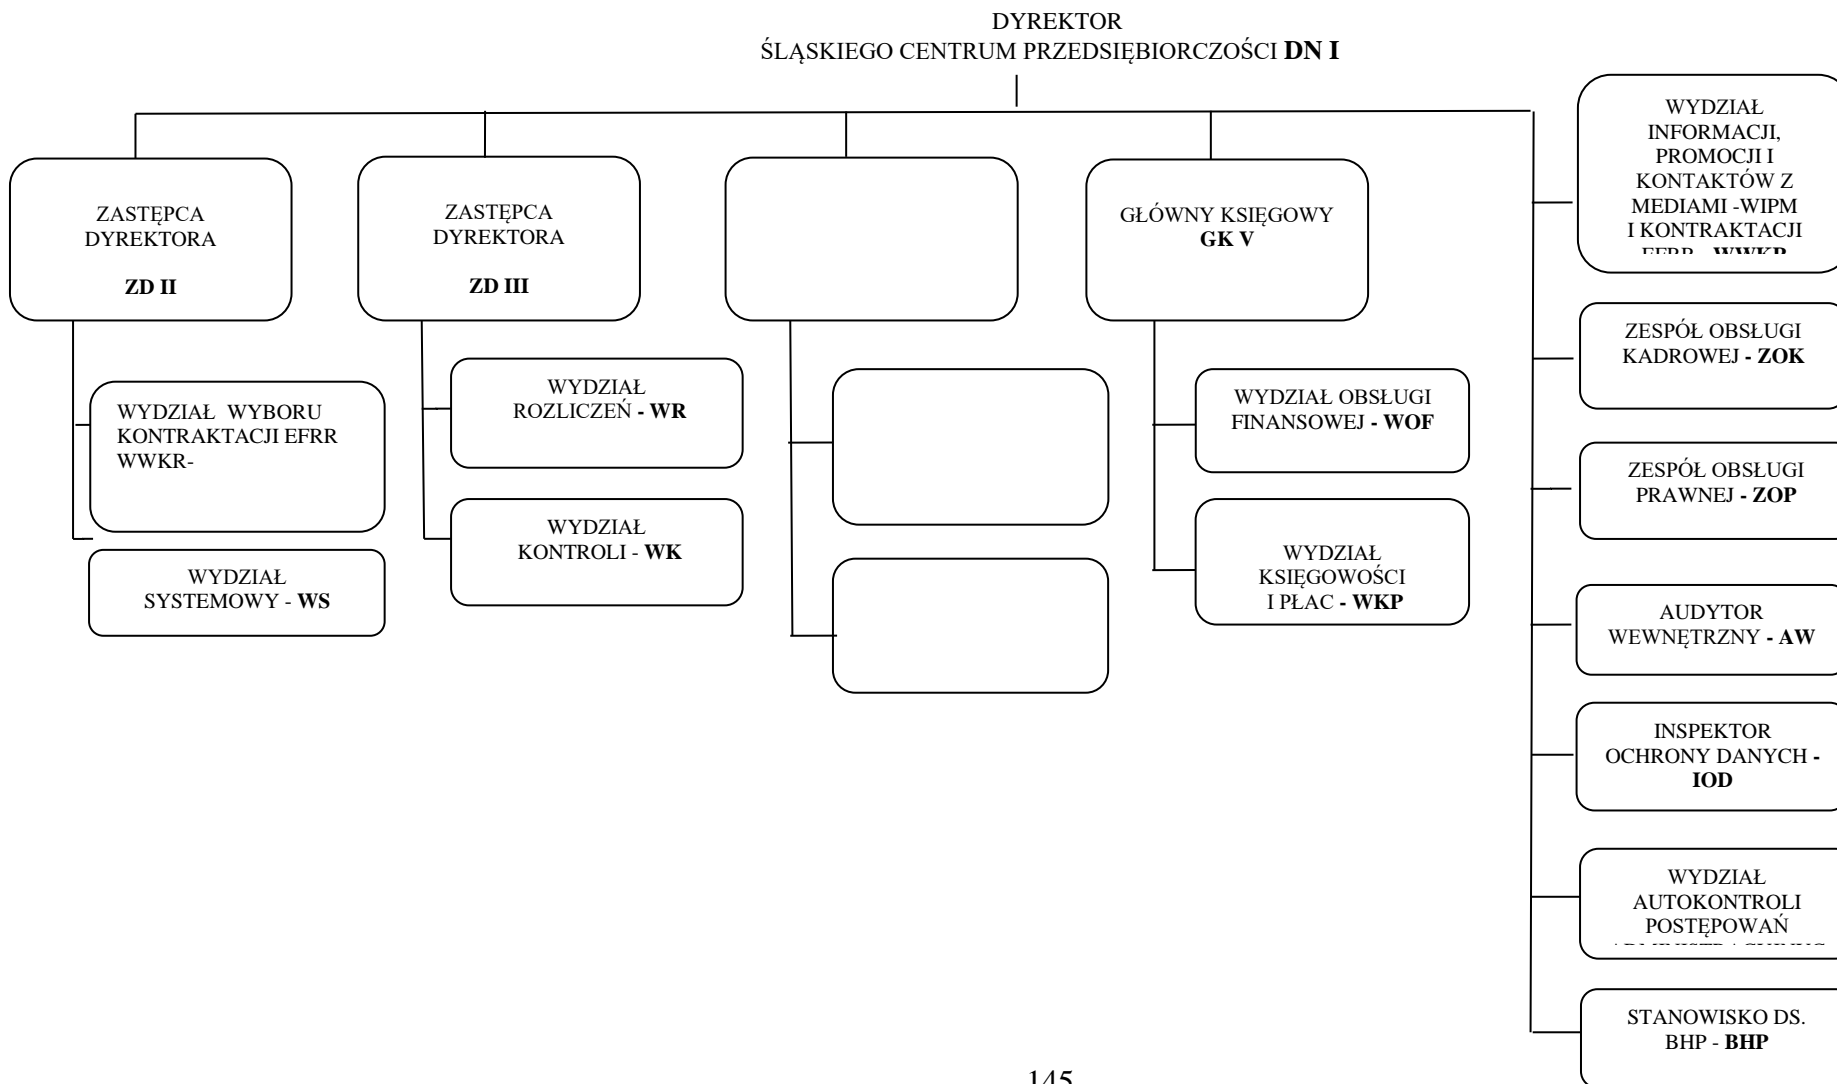 DYREKTOR
ŚLĄSKIEGO CENTRUM PRZEDSIĘBIORCZOŚCI DN I
ZASTĘPCA
DYREKTORA
ZD II
WYDZIAŁ WYBORU
KONTRAKTACJI EFRR
WWKR-
WYDZIAŁ
SYSTEMOWY - WS
ZASTĘPCA
DYREKTORA
ZD III
WYDZIAŁ
ROZLICZEŃ - WR
WYDZIAŁ
KONTROLI - WK
GŁÓWNY KSIĘGOWY
GK V
WYDZIAŁ OBSŁUGI
FINANSOWEJ - WOF
WYDZIAŁ
KSIĘGOWOŚCI
I PŁAC - WKP
WYDZIAŁ
INFORMACJI,
PROMOCJI I
KONTAKTÓW Z
MEDIAMI -WIPM
I KONTRAKTACJI
ZESPÓŁ OBSŁUGI
KADROWEJ - ZOK
ZESPÓŁ OBSŁUGI
PRAWNEJ - ZOP
AUDYTOR
WEWNĘTRZNY - AW
INSPEKTOR
OCHRONY DANYCH -
IOD
WYDZIAŁ
AUTOKONTROLI
POSTĘPOWAŃ
STANOWISKO DS.
BHP - BHP
145